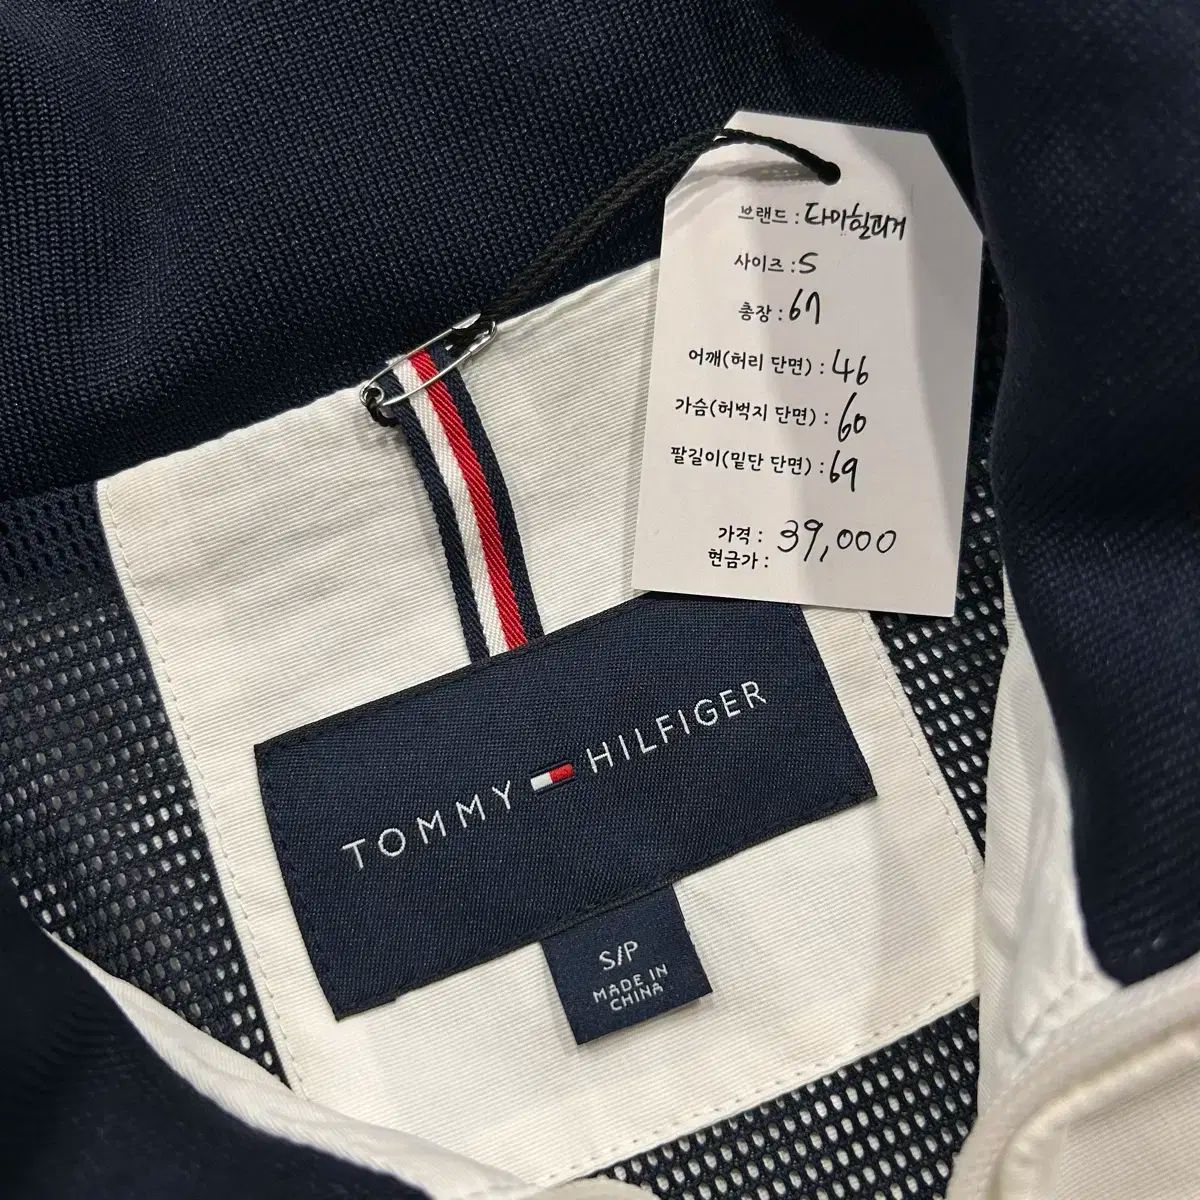 브랜드 : 타미힐피거
사이즈 : S
총장 : 67
어깨(허리 단면) : 46
가슴(허벅지 단면) : 60
팔길이(밑단 단면) : 69
가격 : 39,000
현금가 :
TOMMY HILFIGER
S/P
MADE IN
CHINA